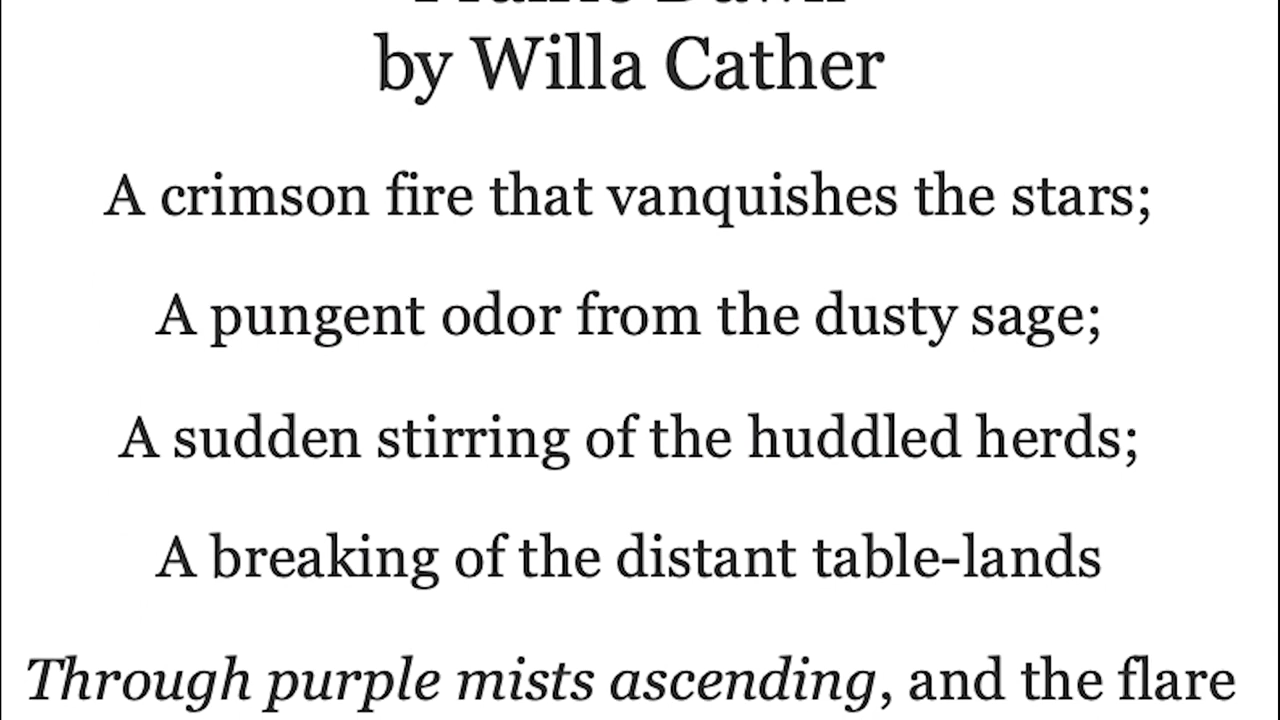 by Willa Cather
A crimson fire that vanquishes the stars;
A pungent odor from the dusty sage;
A sudden stirring of the huddled herds;
A breaking of the distant table-lands
Through purple mists ascending, and the flare